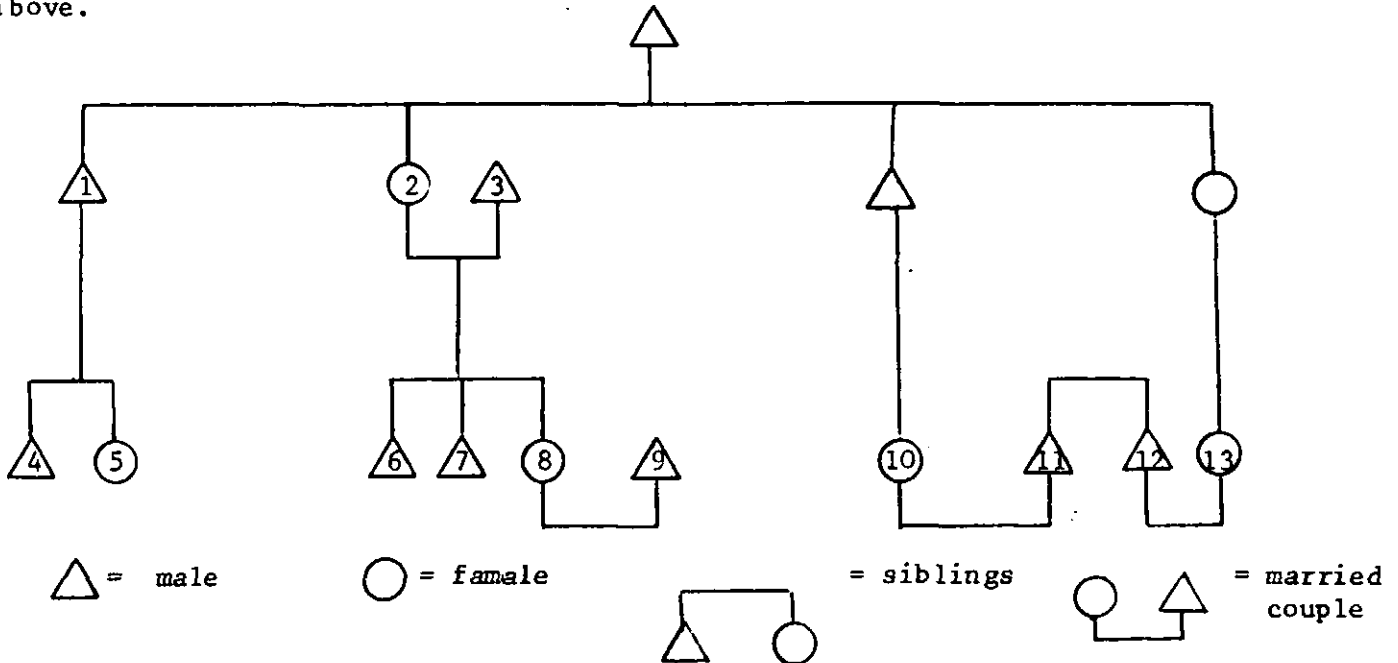 above.
1
2 3
4 5 6 7 8 9 10 11 12 13
= male = famale = siblings = married
couple